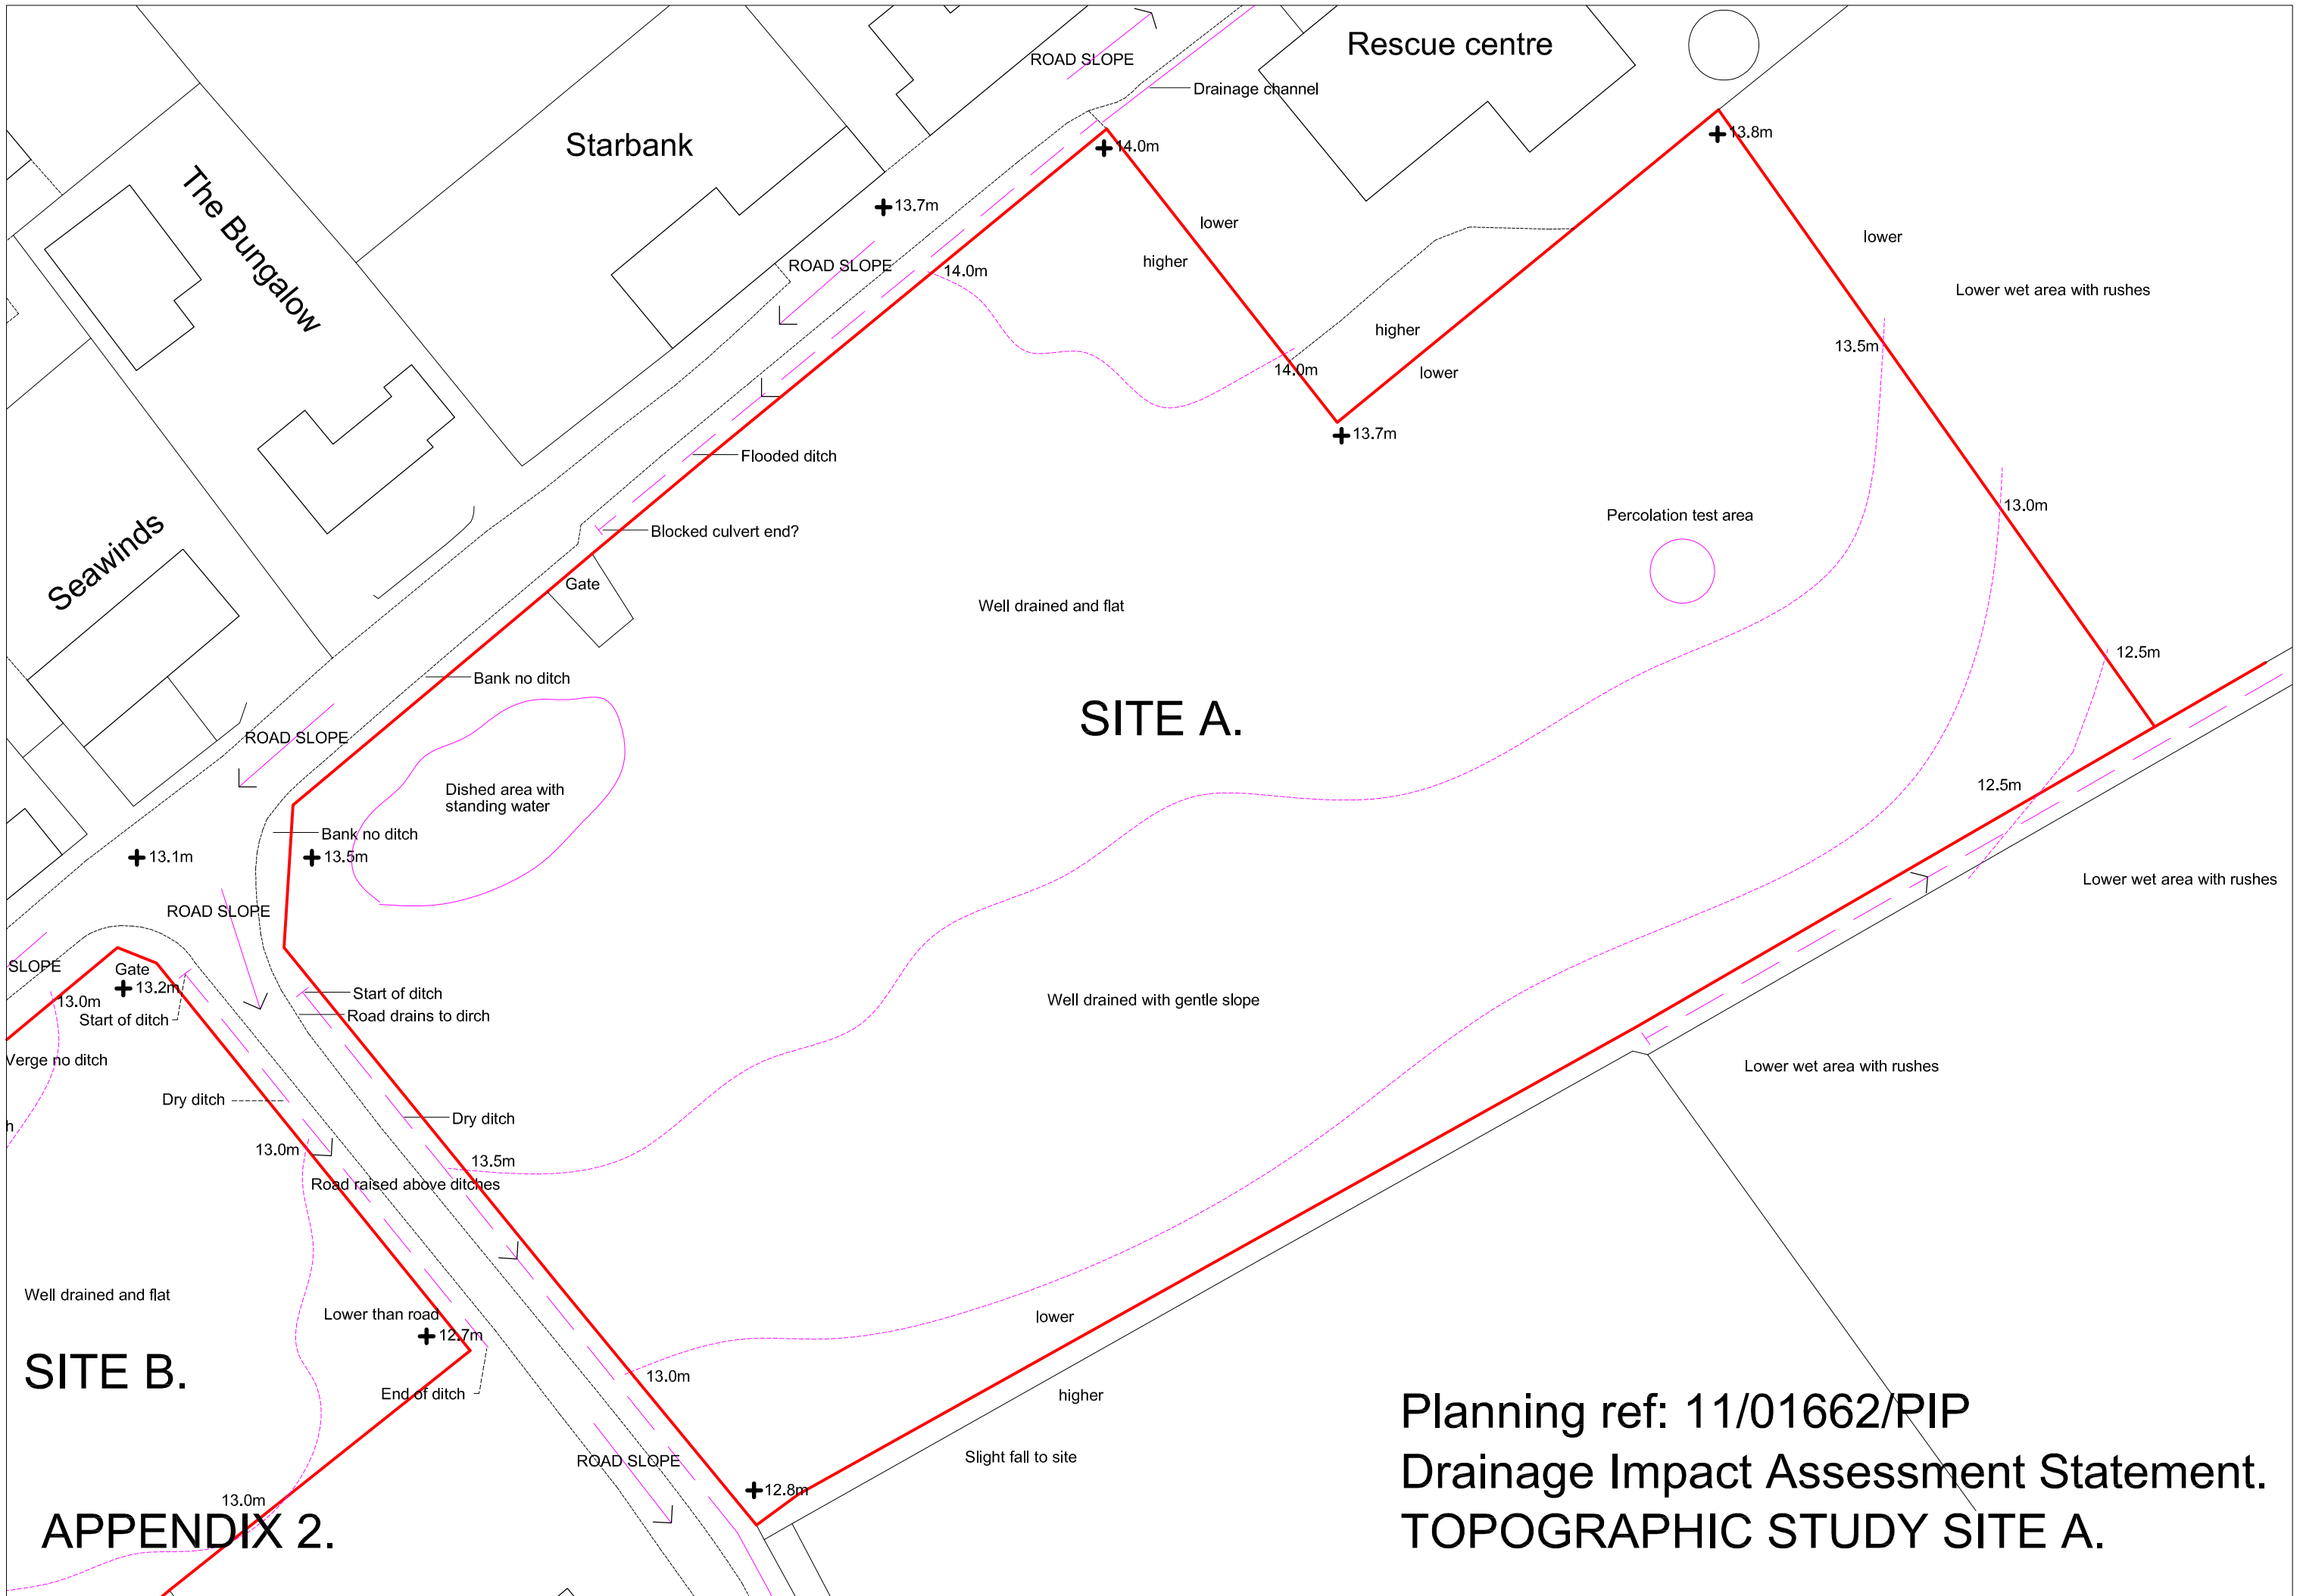 ROAD SLOPE
Rescue centre
Drainage channel
Starbank
14.0m
13.8m
The Bungalow
13.7m
lower
higher
ROAD SLOPE
14.0m
lower
Lower wet area with rushes
higher
13.5m
14.0m
lower
13.7m
Flooded ditch
13.0m
Percolation test area
Blocked culvert end?
Seawinds
Gate
Well drained and flat
12.5m
Bank no ditch
SITE A.
ROAD SLOPE
12.5m
Dished area with
standing water
Bank no ditch
13.1m
13.5m
Lower wet area with rushes
ROAD SLOPE
SLOPE
Gate
13.2m
13.0m
Start of ditch
Start of ditch
Road drains to dirch
Well drained with gentle slope
Verge no ditch
Lower wet area with rushes
Dry ditch
Dry ditch
h
13.0m
13.5m
Road raised above ditches
Well drained and flat
Lower than road
12.7m
lower
SITE B.
13.0m
End of ditch
higher
ROAD SLOPE
Slight fall to site
12.8m
13.0m
APPENDIX 2.
Planning ref: 11/01662/PIP
Drainage Impact Assessment Statement.
TOPOGRAPHIC STUDY SITE A.